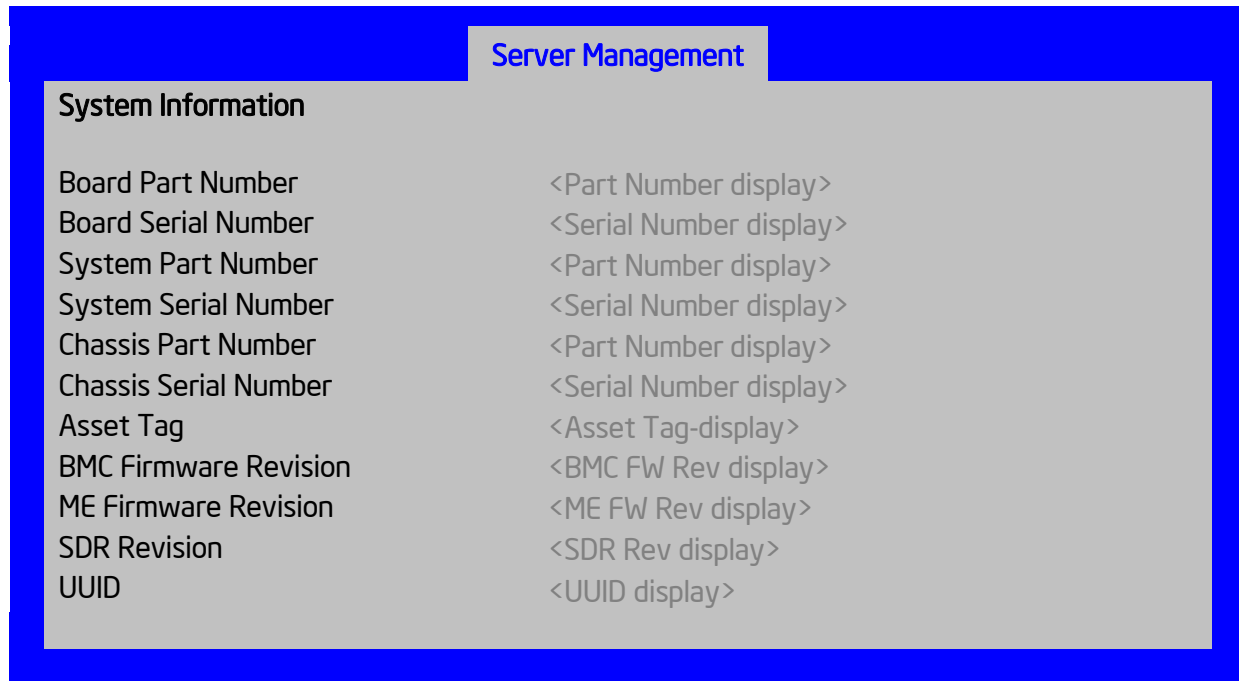 Server Management
System Information
Board Part Number <Part Number display>
Board Serial Number <Serial Number display>
System Part Number <Part Number display>
System Serial Number <Serial Number display>
Chassis Part Number <Part Number display>
Chassis Serial Number <Serial Number display>
Asset Tag <Asset Tag-display>
BMC Firmware Revision <BMC FW Rev display>
ME Firmware Revision <ME FW Rev display>
SDR Revision <SDR Rev display>
UUID <UUID display>